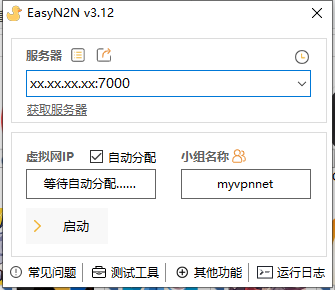 EasyN2N v3.12
服务器
xx.xx.xx.xx:7000
获取服务器
虚拟网IP 自动分配 小组名称
等待自动分配...... myvpnnet
启动
常见问题 测试工具 其他功能 运行日志